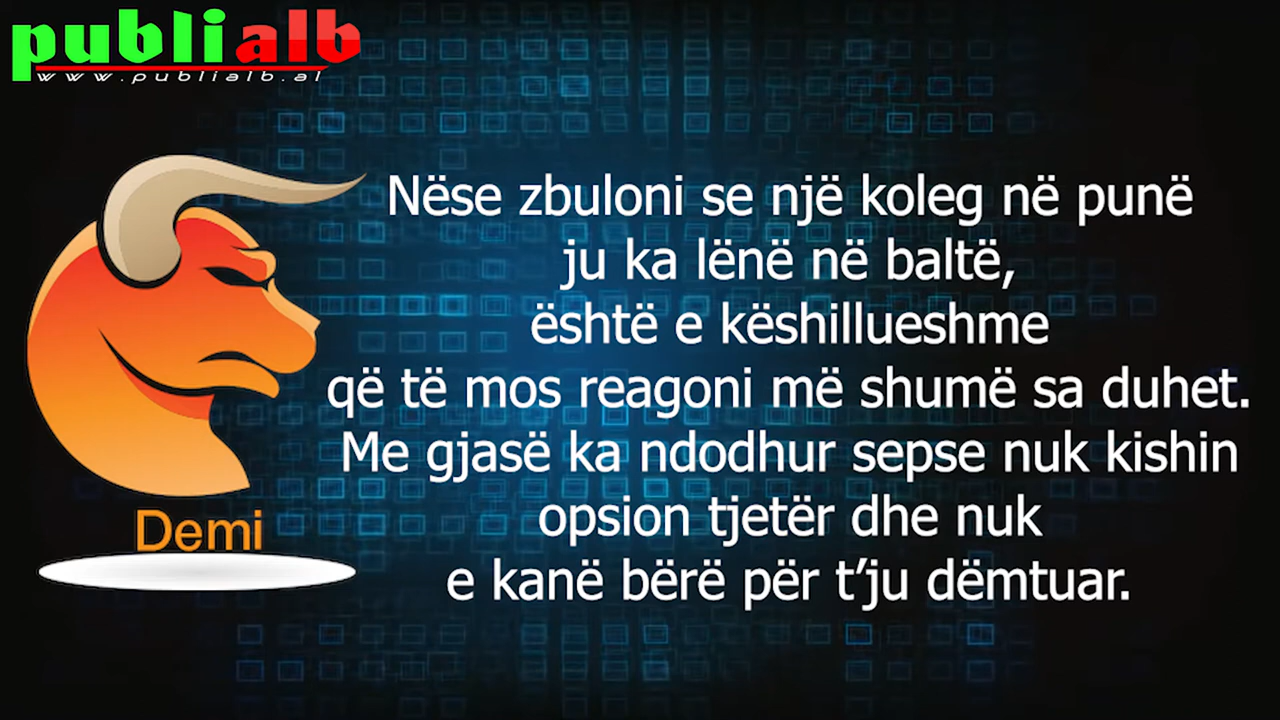 publialb
www.publialb.al
Nëse zbuloni se një koleg në punë
ju ka lënë në baltë,
është e këshillueshme
që të mos reagoni më shumë sa duhet.
Me gjasë ka ndodhur sepse nuk kishin
opsion tjetër dhe nuk
e kanë bërë për t’ju dëmtuar.
Demi